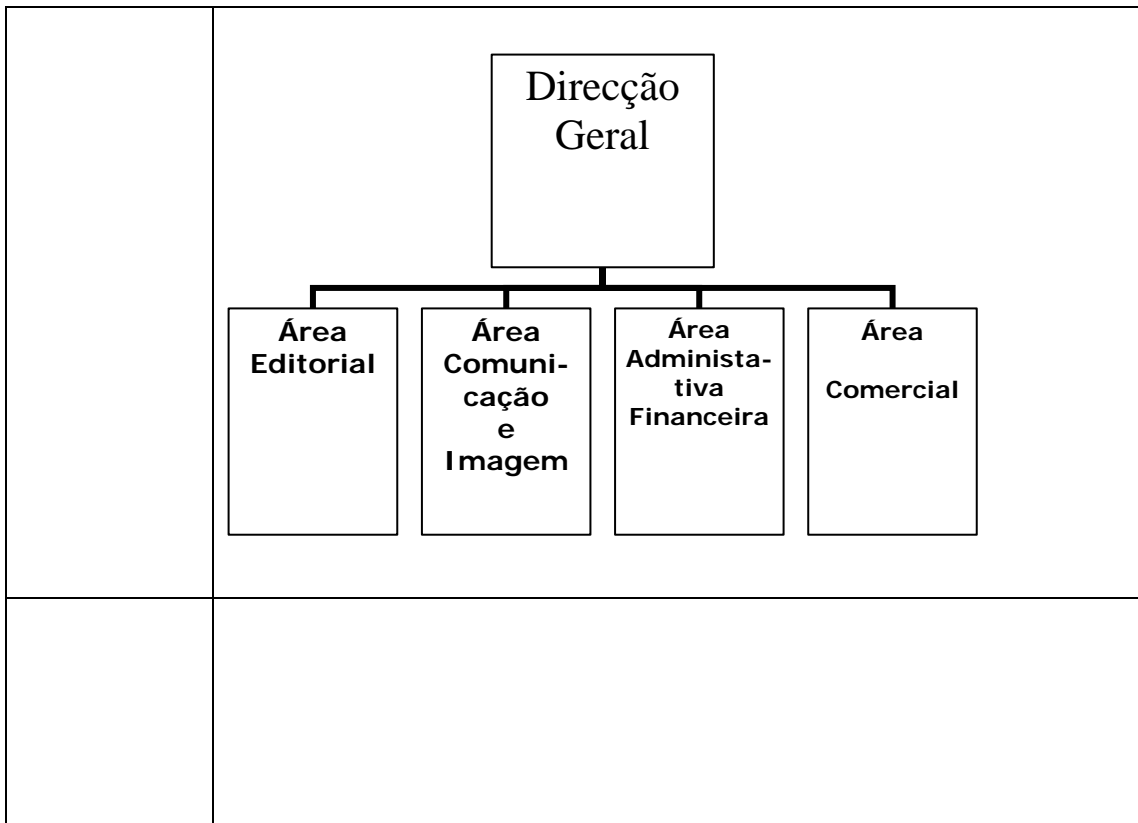 Direcção
Geral
Área
Editorial
Área
Comuni-
cação
e
Imagem
Área
Administa-
tiva
Financeira
Área
Comercial